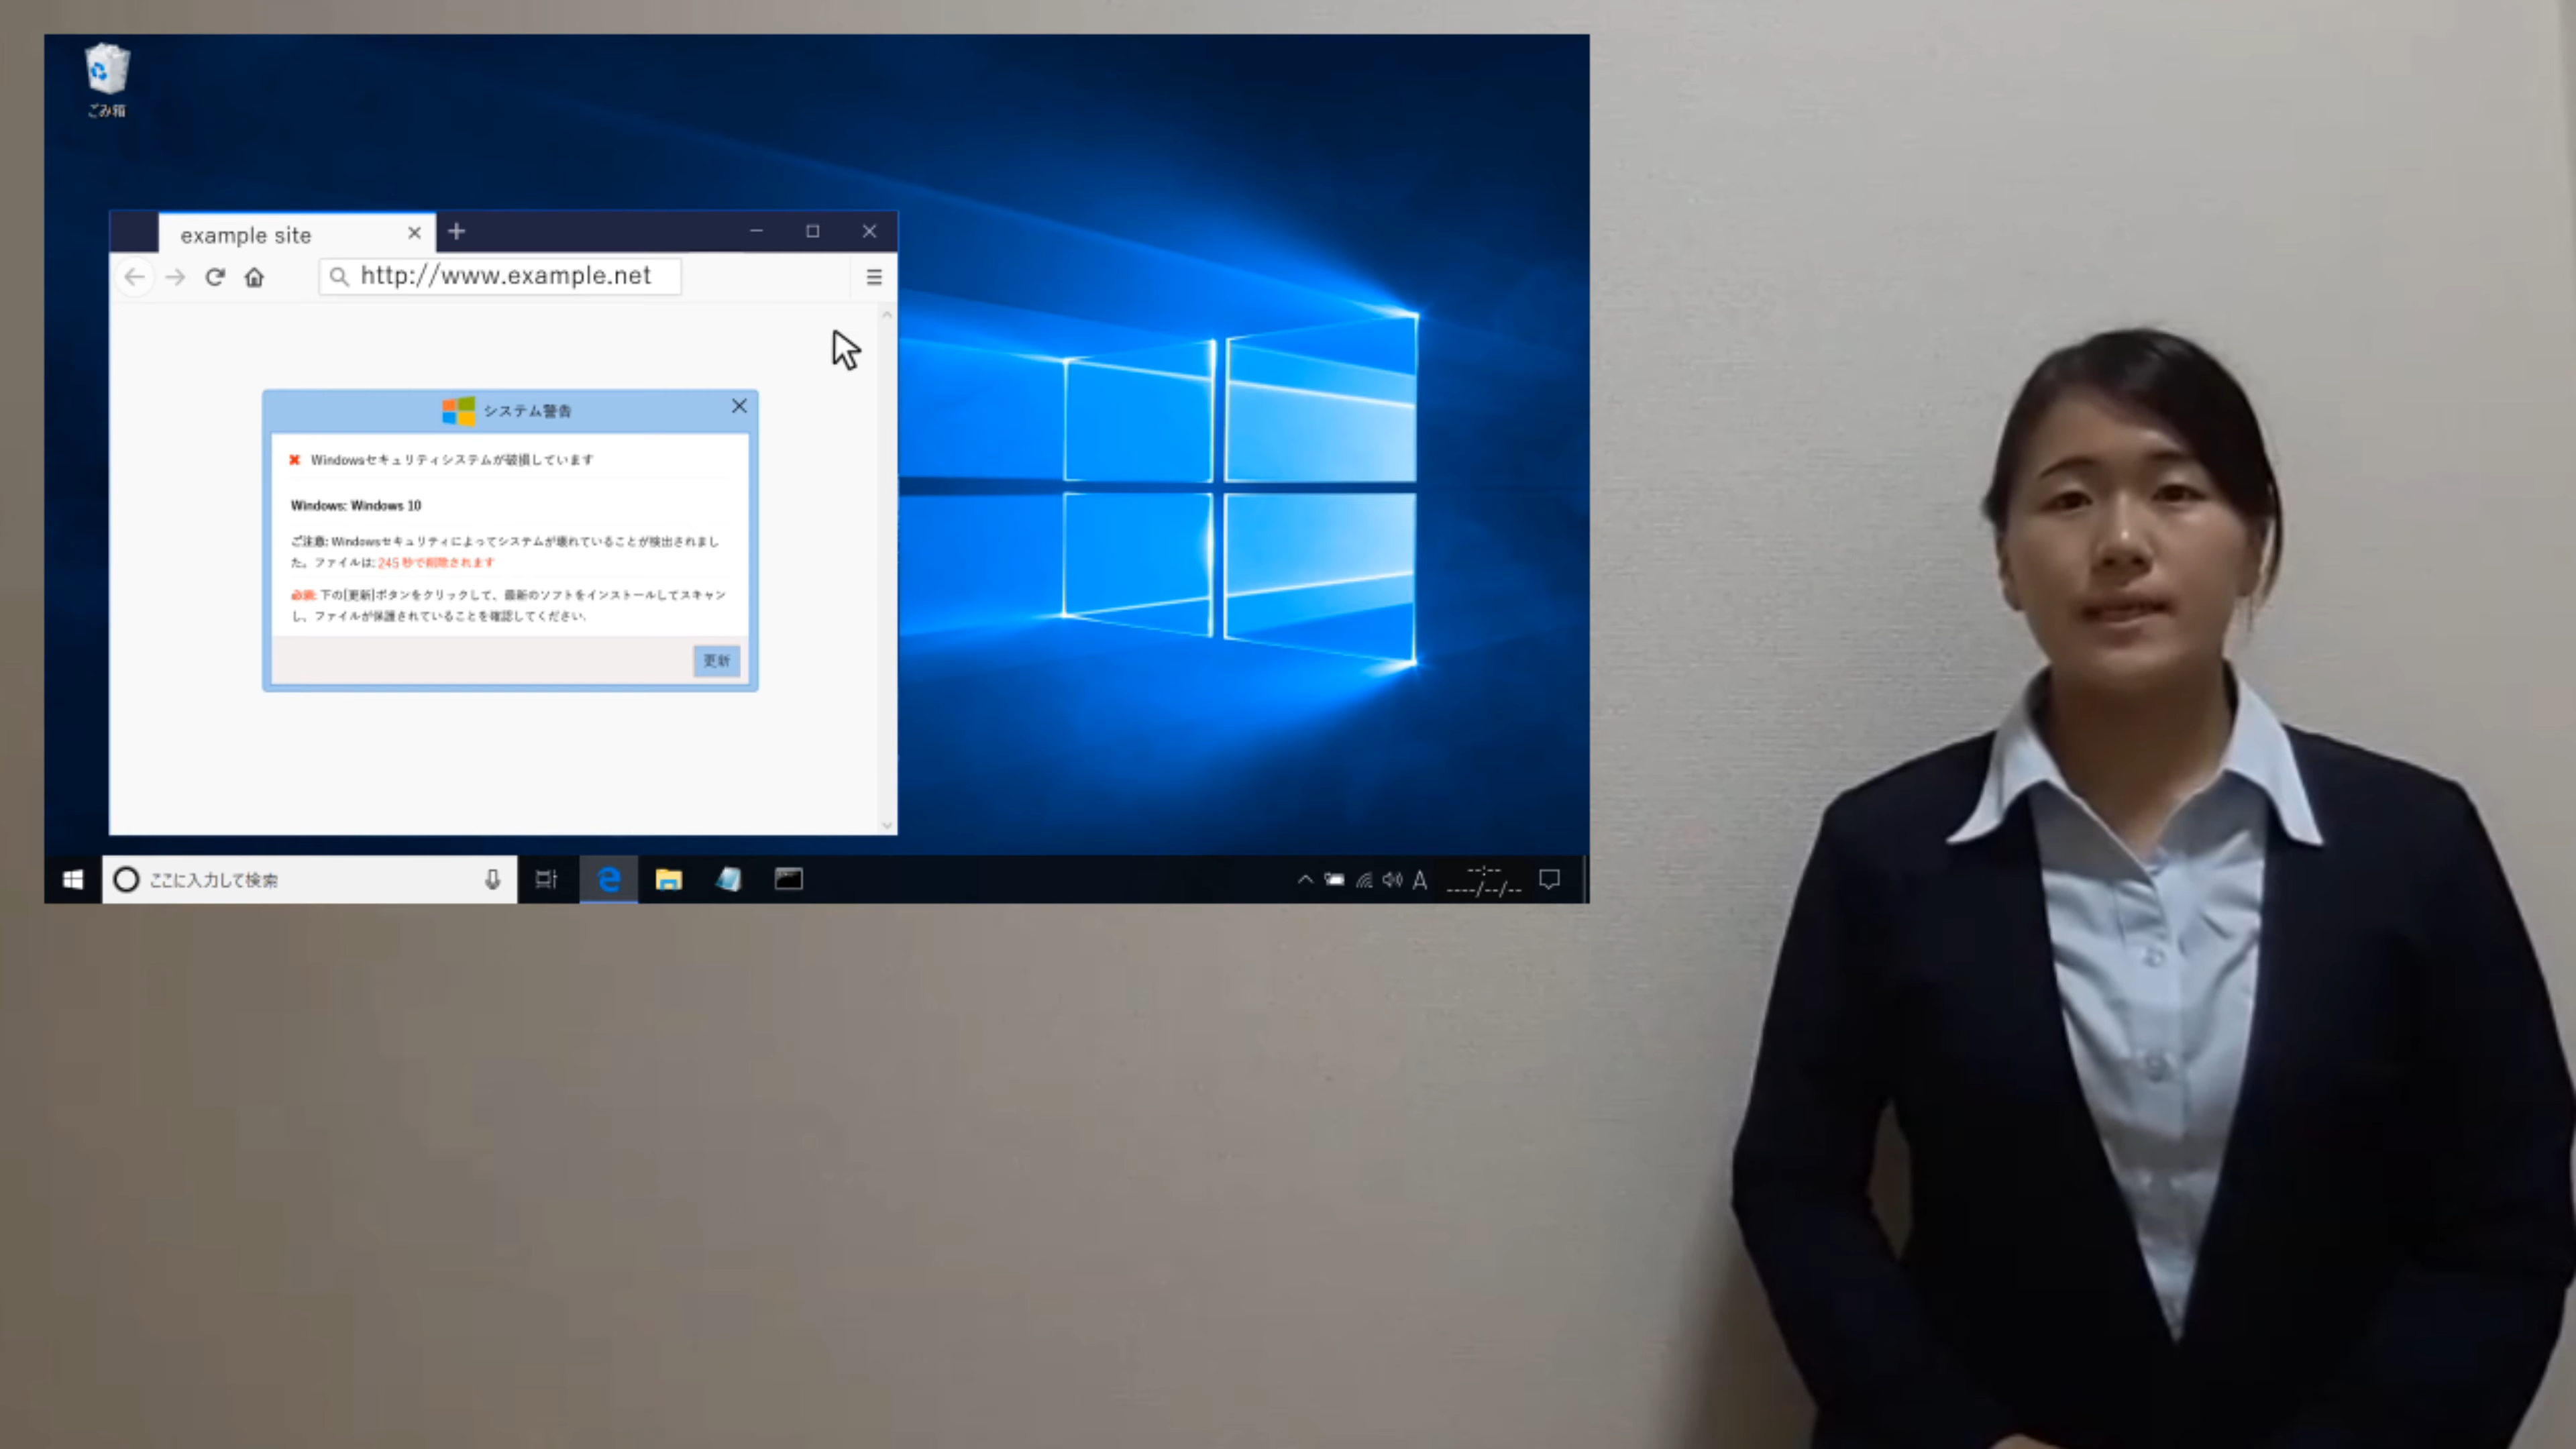 ごみ箱
example site
http://www.example.net
システム警告
Windowsセキュリティシステムが破損しています
Windows: Windows 10
ご注意: Windowsセキュリティによってシステムが壊れていることが検出されまし
た。ファイルは: 245 秒で削除されます
必須: 下の[更新]ボタンをクリックして、最新のソフトをインストールしてスキャン
し、ファイルが保護されていることを確認してください.
更新
ここに入力して検索
A
--:--
----/--/--